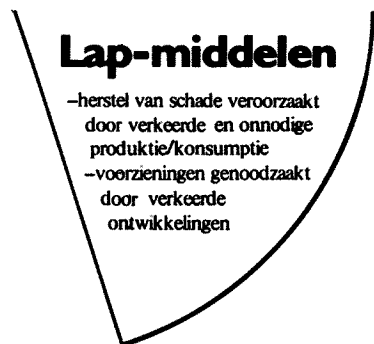 Lap-middelen
–herstel van schade veroorzaakt
door verkeerde en onnodige
produktie/konsumptie
–voorzieningen genoodzaakt
door verkeerde
ontwikkelingen